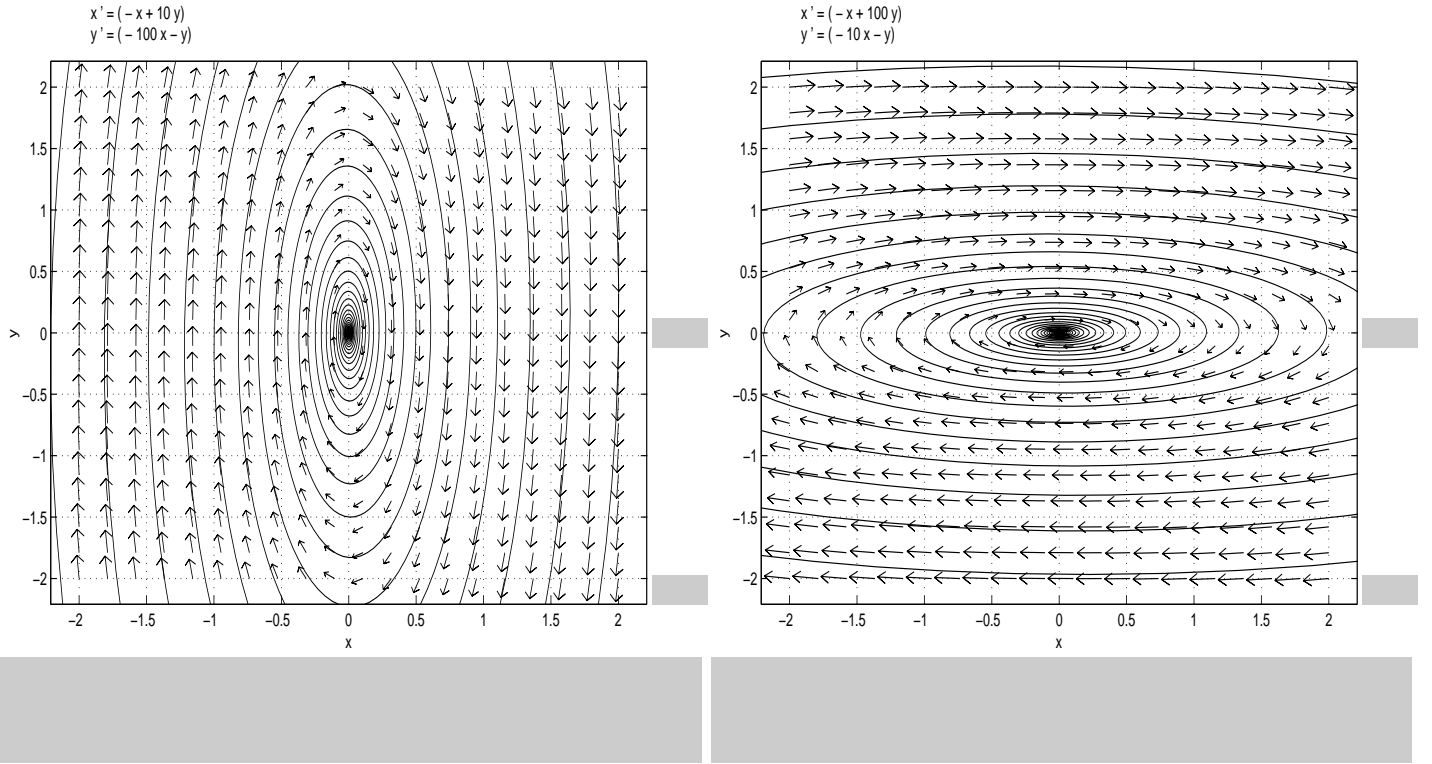 x ' = ( – x + 10 y)
y ' = ( – 100 x – y)
2
1.5
1
0.5
0
−0.5
−1
−1.5
−2
y
−2 −1.5 −1 −0.5 0 0.5 1 1.5 2
x
x ' = ( – x + 100 y)
y ' = ( – 10 x – y)
2
1.5
1
0.5
0
−0.5
−1
−1.5
−2
y
−2 −1.5 −1 −0.5 0 0.5 1 1.5 2
x